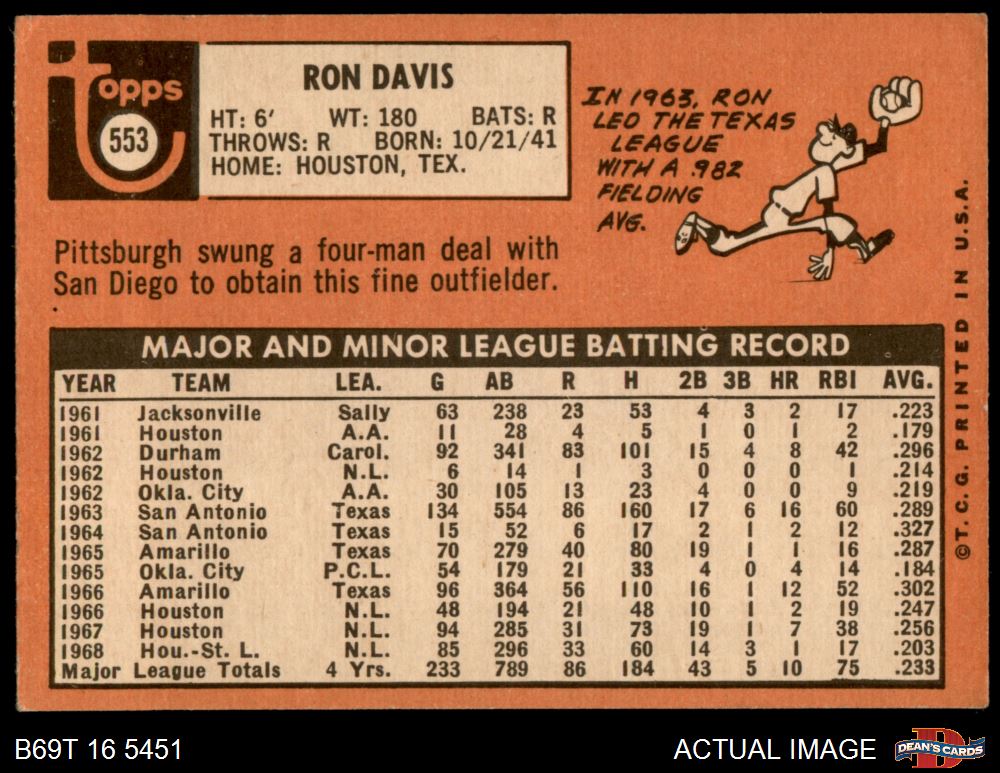 topps
553
RON DAVIS
HT: 6' WT: 180 BATS: R
THROWS: R BORN: 10/21/41
HOME: HOUSTON, TEX.
IN 1963, RON
LED THE TEXAS
LEAGUE
WITH A .982
FIELDING
AVG.
Pittsburgh swung a four-man deal with
San Diego to obtain this fine outfielder.
MAJOR AND MINOR LEAGUE BATTING RECORD
YEAR TEAM LEA. G AB R H 2B 3B HR RBI AVG.
1961 Jacksonville Sally 63 238 23 53 4 3 2 17 .223
1961 Houston A.A. 11 28 4 5 1 0 1 2 .179
1962 Durham Carol. 92 341 83 101 15 4 8 42 .296
1962 Houston N.L. 6 14 1 3 0 0 0 1 .214
1962 Okla. City A.A. 30 105 13 23 4 0 0 9 .219
1963 San Antonio Texas 134 554 86 160 17 6 16 60 .289
1964 San Antonio Texas 15 52 6 17 2 1 2 12 .327
1965 Amarillo Texas 70 279 40 80 19 1 1 16 .287
1965 Okla. City P.C.L. 54 179 21 33 4 0 4 14 .184
1966 Amarillo Texas 96 364 56 110 16 1 12 52 .302
1966 Houston N.L. 48 194 21 48 10 1 2 19 .247
1967 Houston N.L. 94 285 31 73 19 1 7 38 .256
1968 Hou.-St. L. N.L. 85 296 33 60 14 3 1 17 .203
Major League Totals 4 Yrs. 233 789 86 184 43 5 10 75 .233
©T.C.G. PRINTED IN U.S.A.
B69T 16 5451
ACTUAL IMAGE
D
DEAN'S CARDS